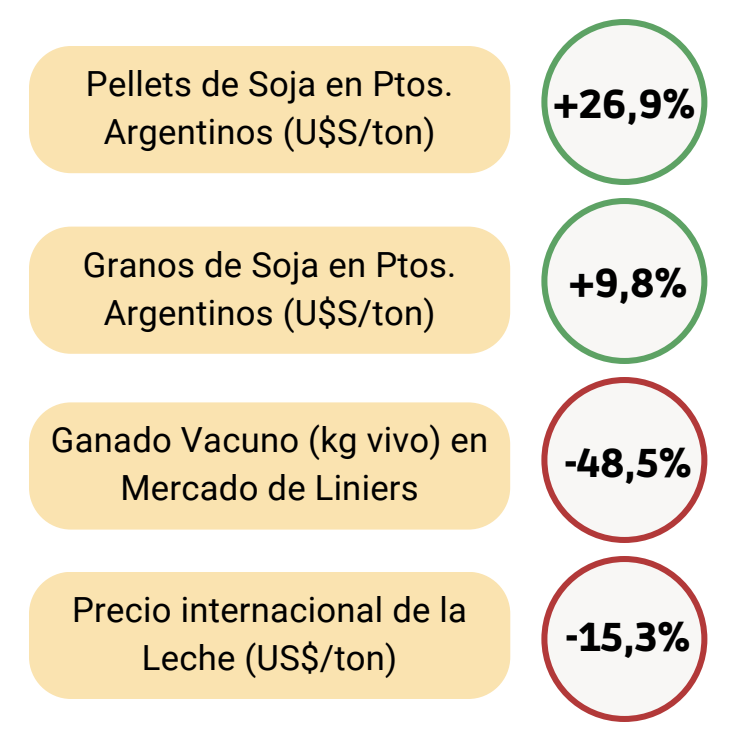 Pellets de Soja en Ptos.
Argentinos (U$S/ton)
+26,9%
Granos de Soja en Ptos.
Argentinos (U$S/ton)
+9,8%
Ganado Vacuno (kg vivo) en
Mercado de Liniers
-48,5%
Precio internacional de la
Leche (US$/ton)
-15,3%